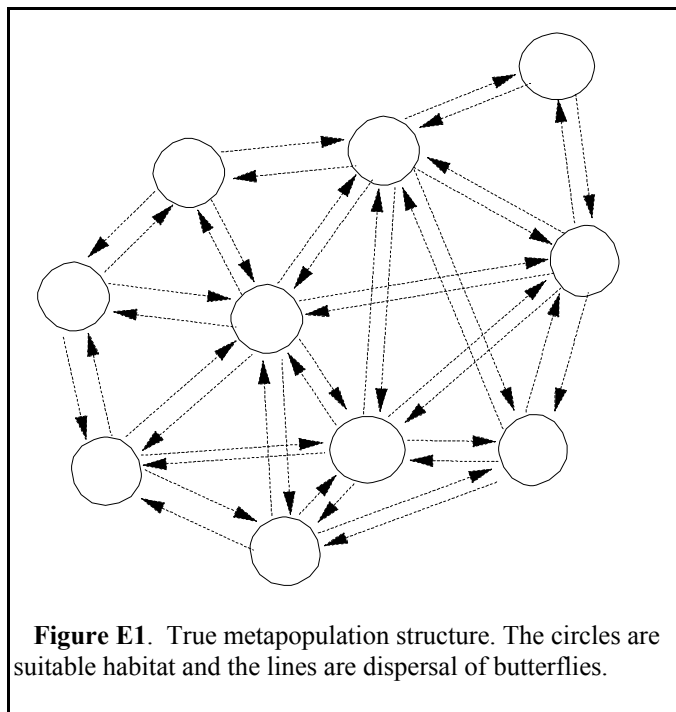 Figure E1. True metapopulation structure. The circles are
suitable habitat and the lines are dispersal of butterflies.